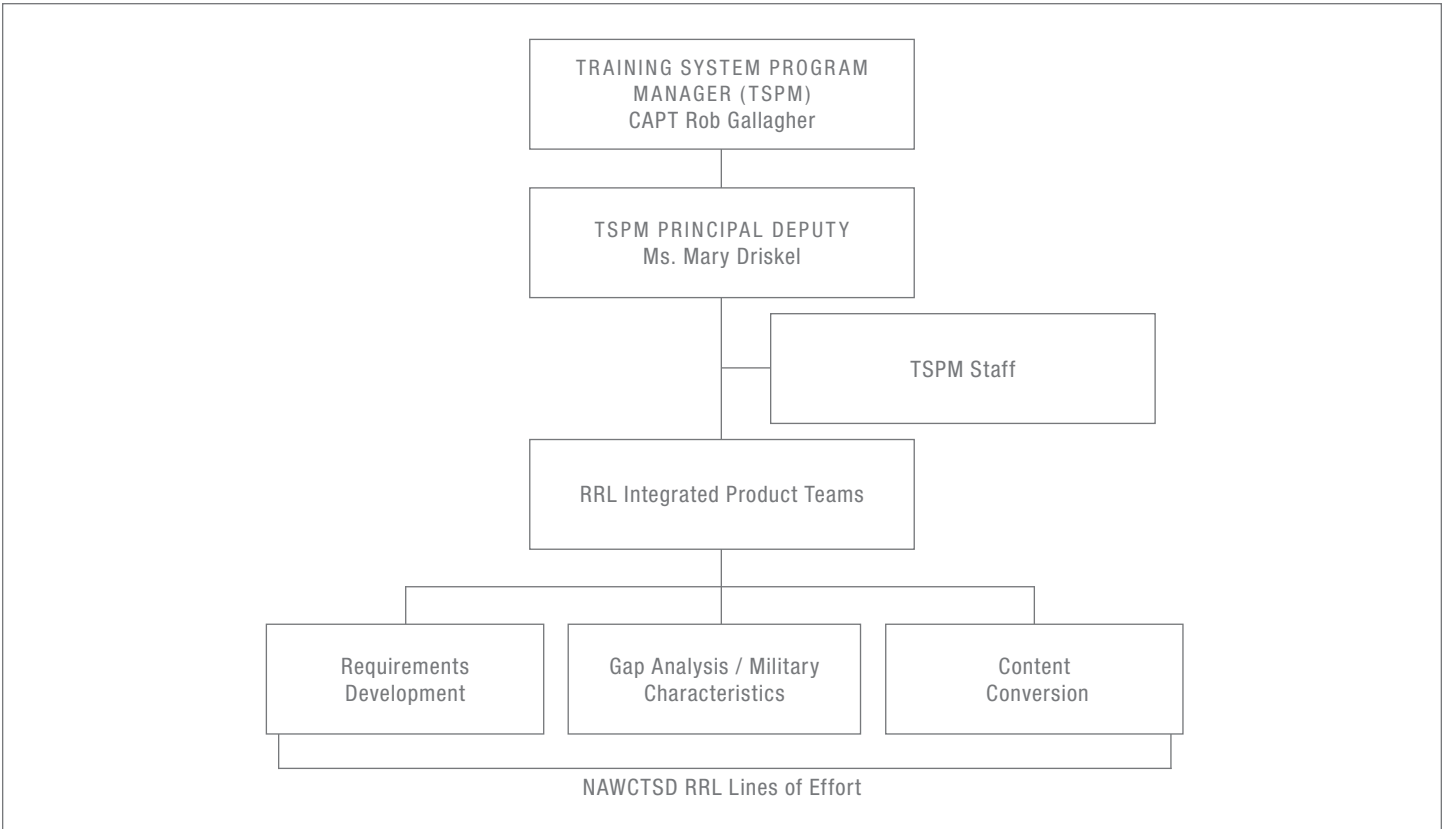 TRAINING SYSTEM PROGRAM
MANAGER (TSPM)
CAPT Rob Gallagher
TSPM PRINCIPAL DEPUTY
Ms. Mary Driskel
TSPM Staff
RRL Integrated Product Teams
Requirements
Development
Gap Analysis / Military
Characteristics
Content
Conversion
NAWCTSD RRL Lines of Effort